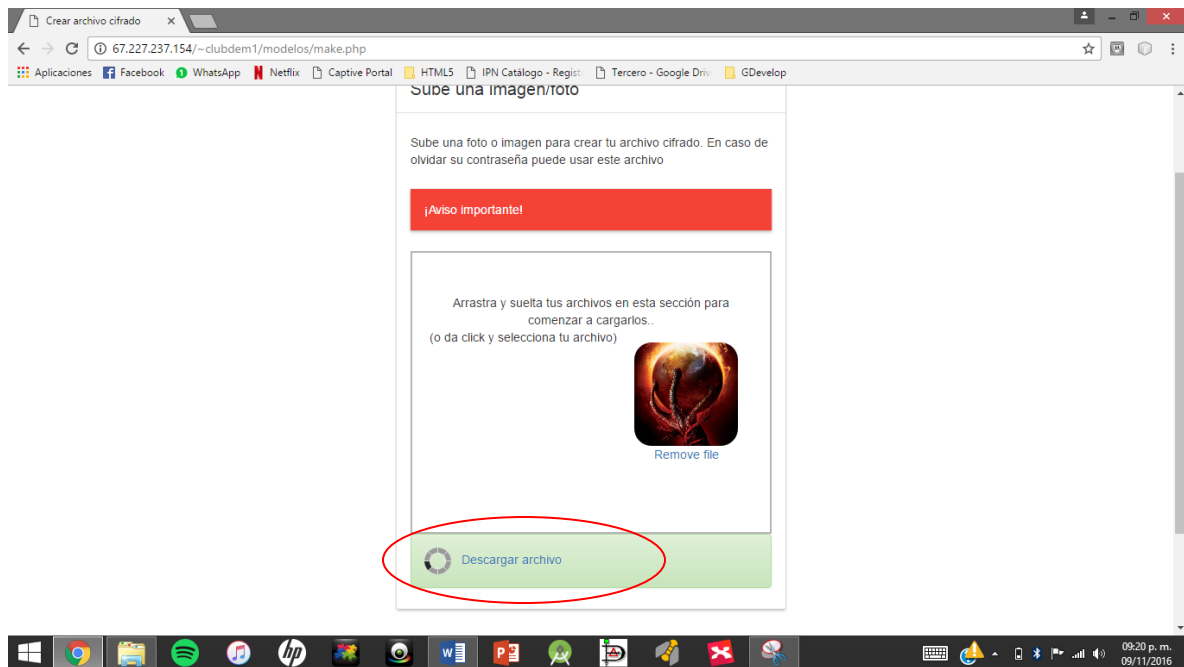 Crear archivo cifrado
67.227.237.154/~clubdem1/modelos/make.php
Aplicaciones Facebook WhatsApp Netflix Captive Portal HTML5 IPN Catálogo - Regist Tercero - Google Driv GDevelop
Sube una imagen/foto
Sube una foto o imagen para crear tu archivo cifrado. En caso de
olvidar su contraseña puede usar este archivo
¡Aviso importante!
Arrastra y suelta tus archivos en esta sección para
comenzar a cargarlos..
(o da click y selecciona tu archivo)
Remove file
Descargar archivo
09:20 p. m.
09/11/2016